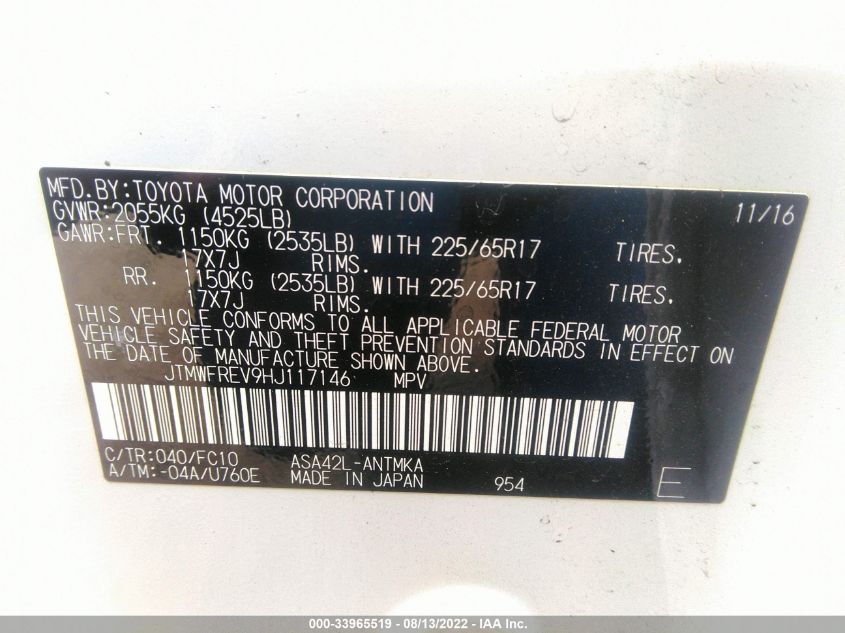 MFD.BY:TOYOTA MOTOR CORPORATION 11/16
GVWR:2055KG (4525LB)
GAWR:FRT. 1150KG (2535LB) WITH 225/65R17 TIRES,
17X7J RIMS.
RR. 1150KG (2535LB) WITH 225/65R17 TIRES,
17X7J RIMS.
THIS VEHICLE CONFORMS TO ALL APPLICABLE FEDERAL MOTOR
VEHICLE SAFETY AND THEFT PREVENTION STANDARDS IN EFFECT ON
THE DATE OF MANUFACTURE SHOWN ABOVE.
JTMWFREV9HJ117146 MPV
C/TR:040/FC10 ASA42L-ANTMKA
A/TM:-04A/U760E MADE IN JAPAN 954 E
000-33965519 - 08/13/2022 - IAA Inc.